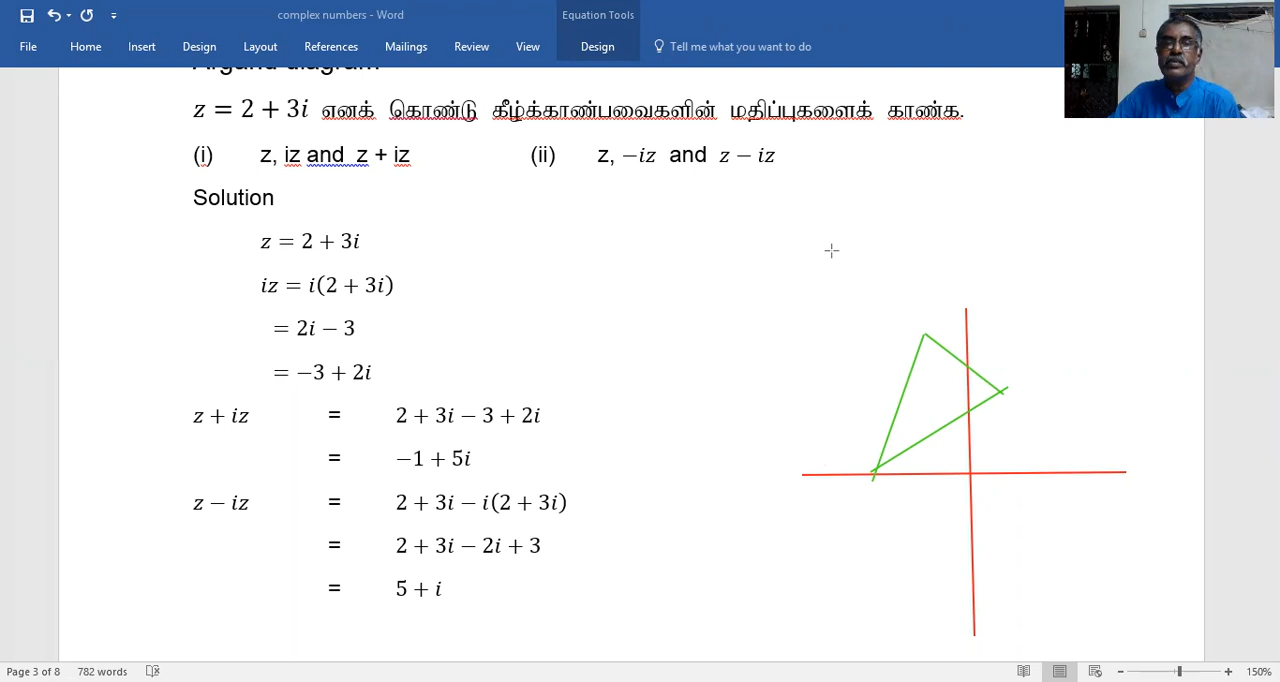 complex numbers - Word
Equation Tools
File Home Insert Design Layout References Mailings Review View Design Tell me what you want to do
Argand diagram
z = 2 + 3i எனக் கொண்டு கீழ்க்காண்பவைகளின் மதிப்புகளைக் காண்க.
(i) z, iz and z + iz (ii) z, −iz and z − iz
Solution
z = 2 + 3i
iz = i(2 + 3i)
= 2i − 3
= −3 + 2i
z + iz = 2 + 3i − 3 + 2i
= −1 + 5i
z − iz = 2 + 3i − i(2 + 3i)
= 2 + 3i − 2i + 3
= 5 + i
Page 3 of 8 782 words 150%